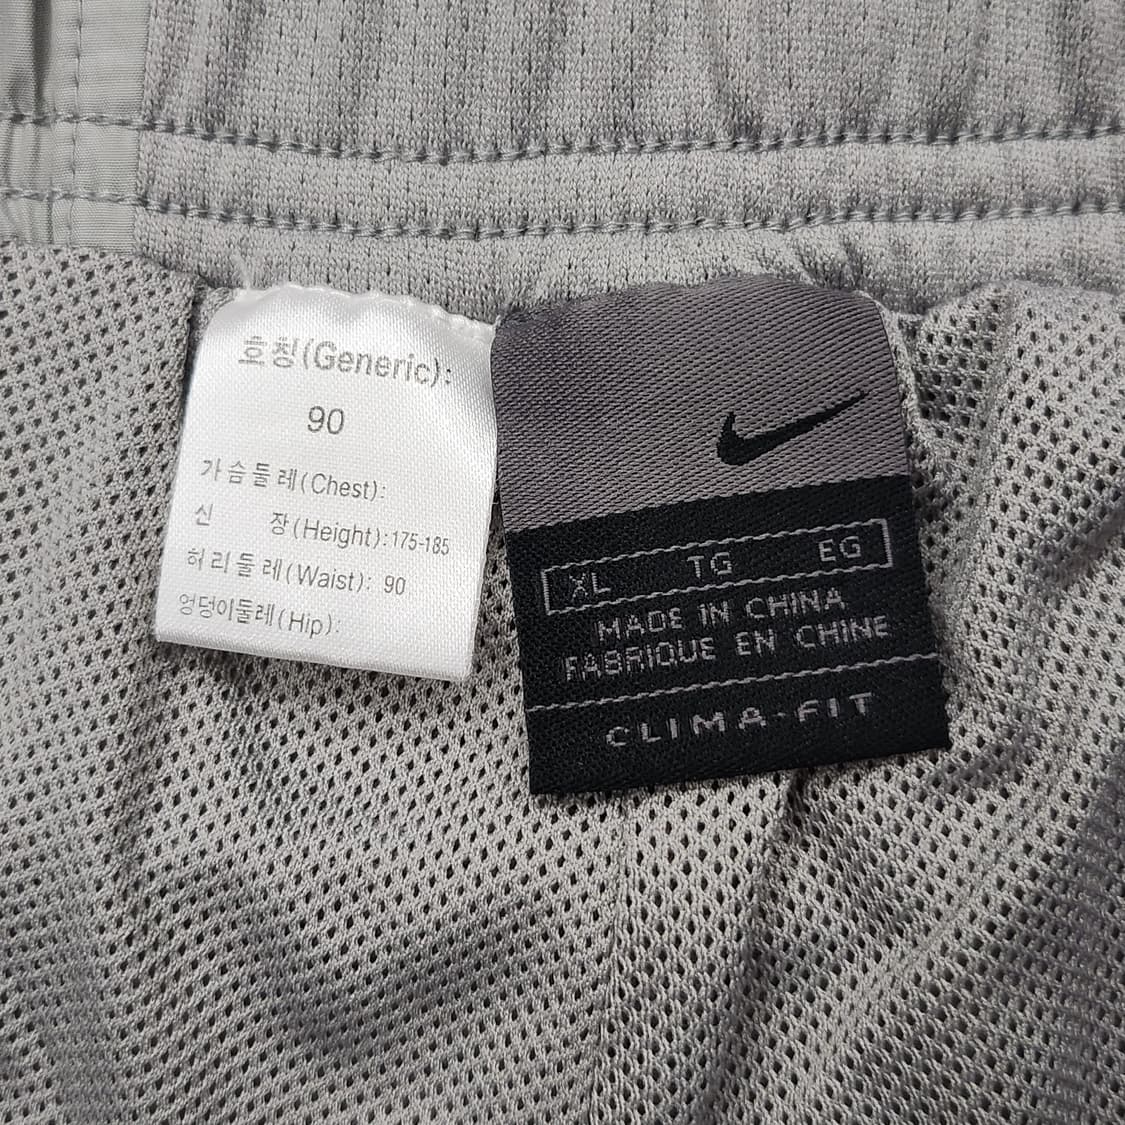 호칭(Generic):
90
가슴둘레(Chest):
신 장(Height):175-185
허리둘레(Waist): 90
엉덩이둘레(Hip):
XL TG EG
MADE IN CHINA
FABRIQUE EN CHINE
CLIMA-FIT